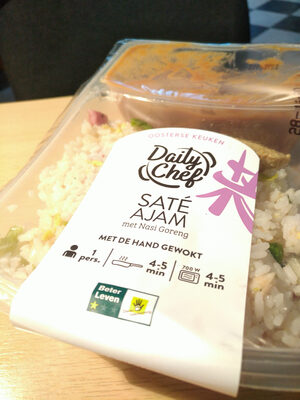 OOSTERSE KEUKEN
Daily
Chef
SATÉ
AJAM
met Nasi Goreng
MET DE HAND GEWOKT
1
pers.
4-5
min
700 W
4-5
min
Beter
Leven